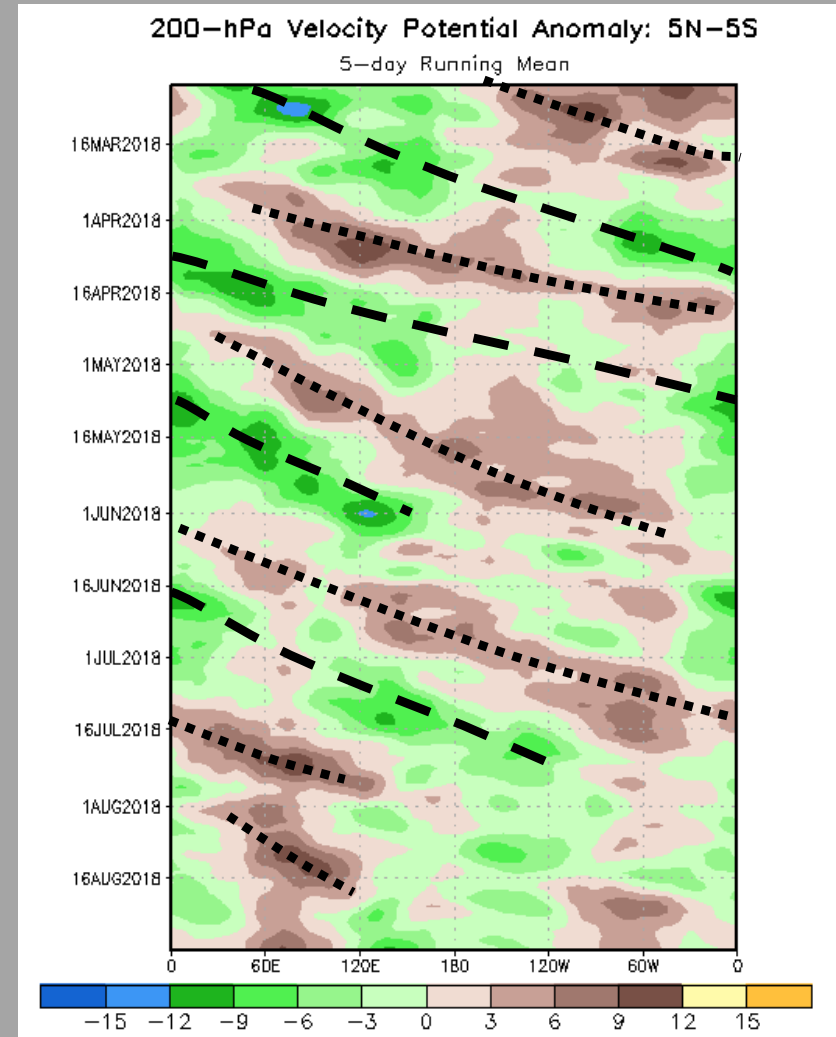 200-hPa Velocity Potential Anomaly: 5N-5S
5-day Running Mean
16MAR2018
1APR2018
16APR2018
1MAY2018
16MAY2018
1JUN2018
16JUN2018
1JUL2018
16JUL2018
1AUG2018
16AUG2018
0 60E 120E 180 120W 60W 0
-15 -12 -9 -6 -3 0 3 6 9 12 15